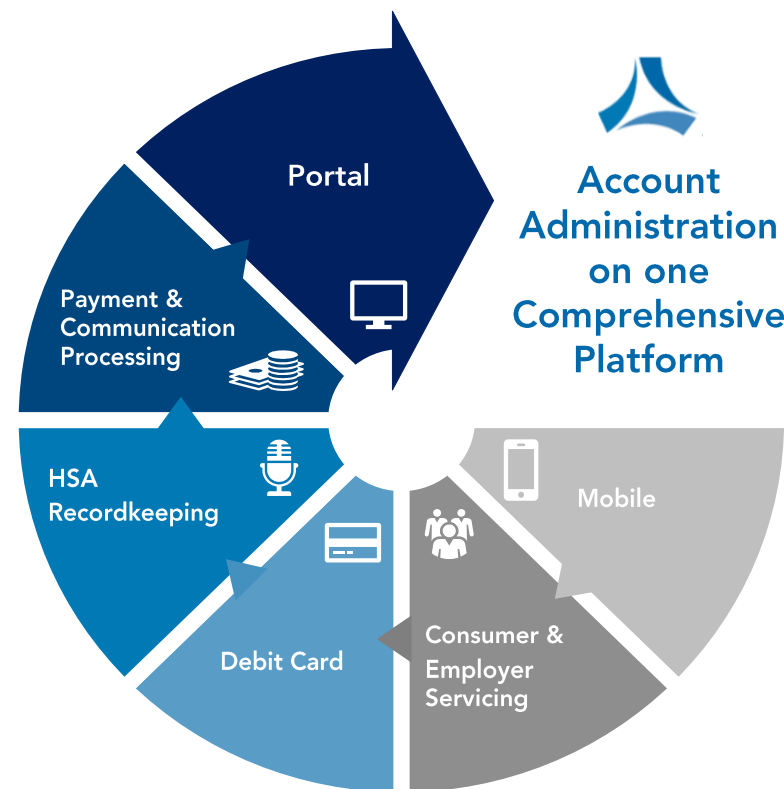 Portal
Account
Administration
on one
Comprehensive
Platform
Payment &
Communication
Processing
HSA
Recordkeeping
Mobile
Debit Card
Consumer &
Employer
Servicing